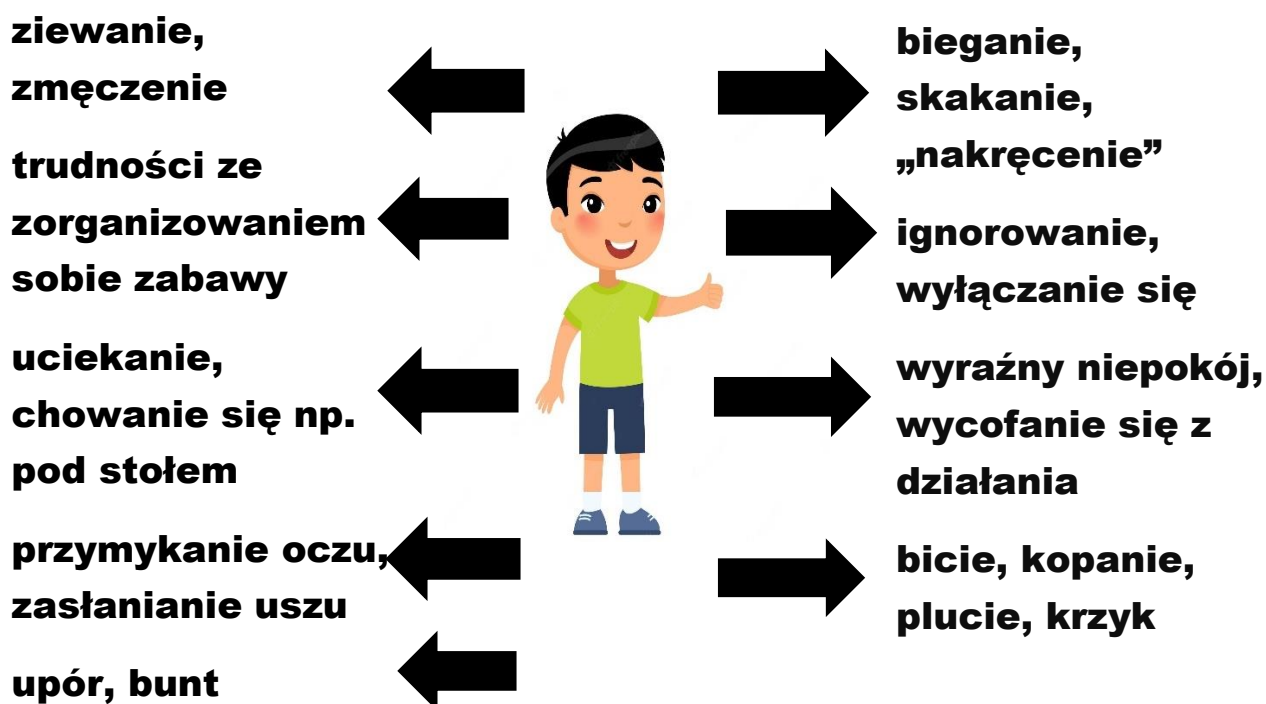 ziewanie,
zmęczenie
trudności ze
zorganizowaniem
sobie zabawy
uciekanie,
chowanie się np.
pod stołem
przymykanie oczu,
zasłanianie uszu
upór, bunt
bieganie,
skakanie,
„nakręcenie”
ignorowanie,
wyłączanie się
wyraźny niepokój,
wycofanie się z
działania
bicie, kopanie,
plucie, krzyk